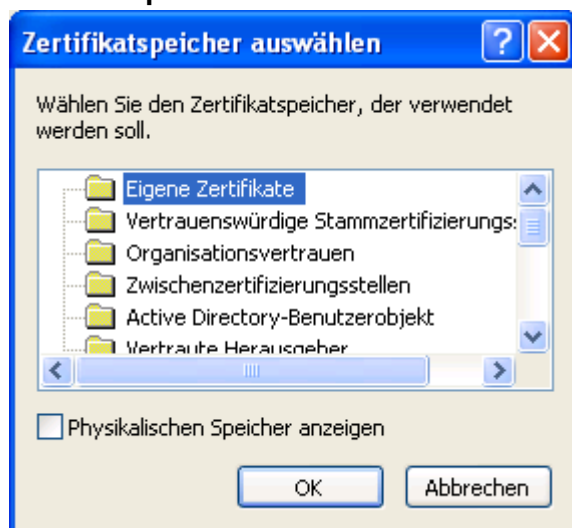 Zertifikatspeicher auswählen
Wählen Sie den Zertifikatspeicher, der verwendet
werden soll.
Eigene Zertifikate
Vertrauenswürdige Stammzertifizierungs
Organisationsvertrauen
Zwischenzertifizierungsstellen
Active Directory-Benutzerobjekt
Vertraute Herausgeber
Physikalischen Speicher anzeigen
OK Abbrechen